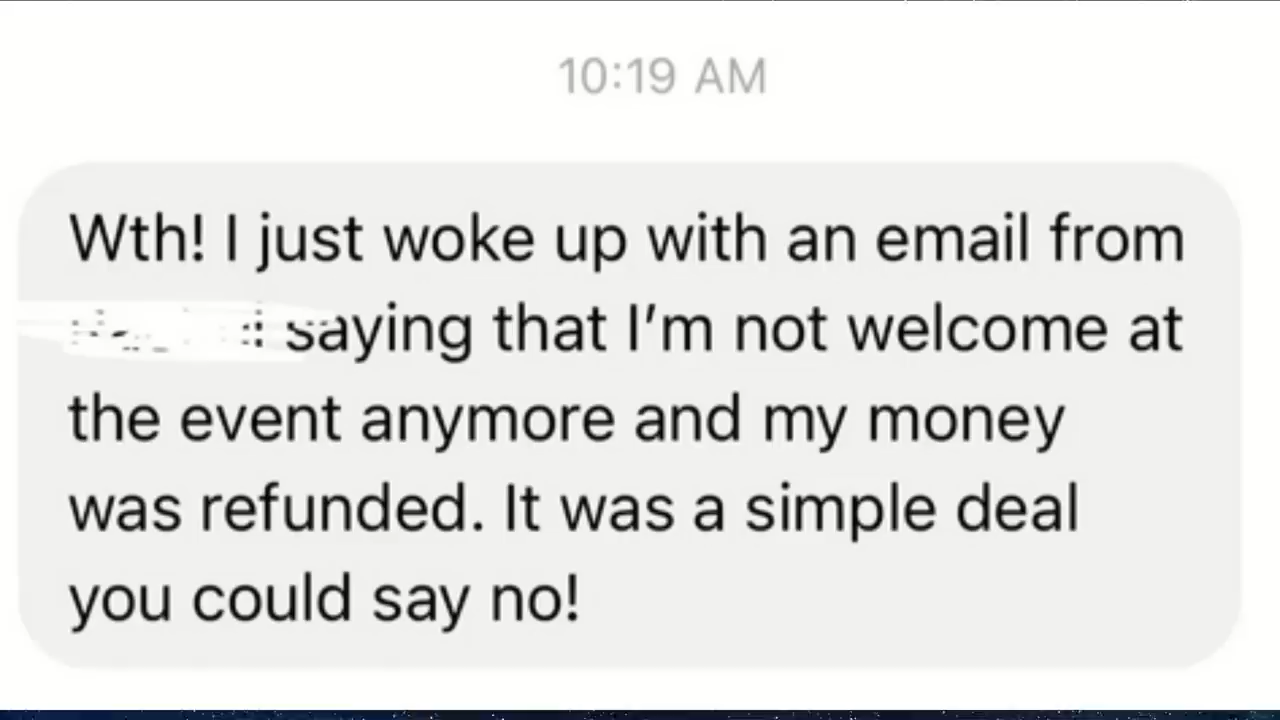 10:19 AM
Wth! I just woke up with an email from
saying that I’m not welcome at
the event anymore and my money
was refunded. It was a simple deal
you could say no!